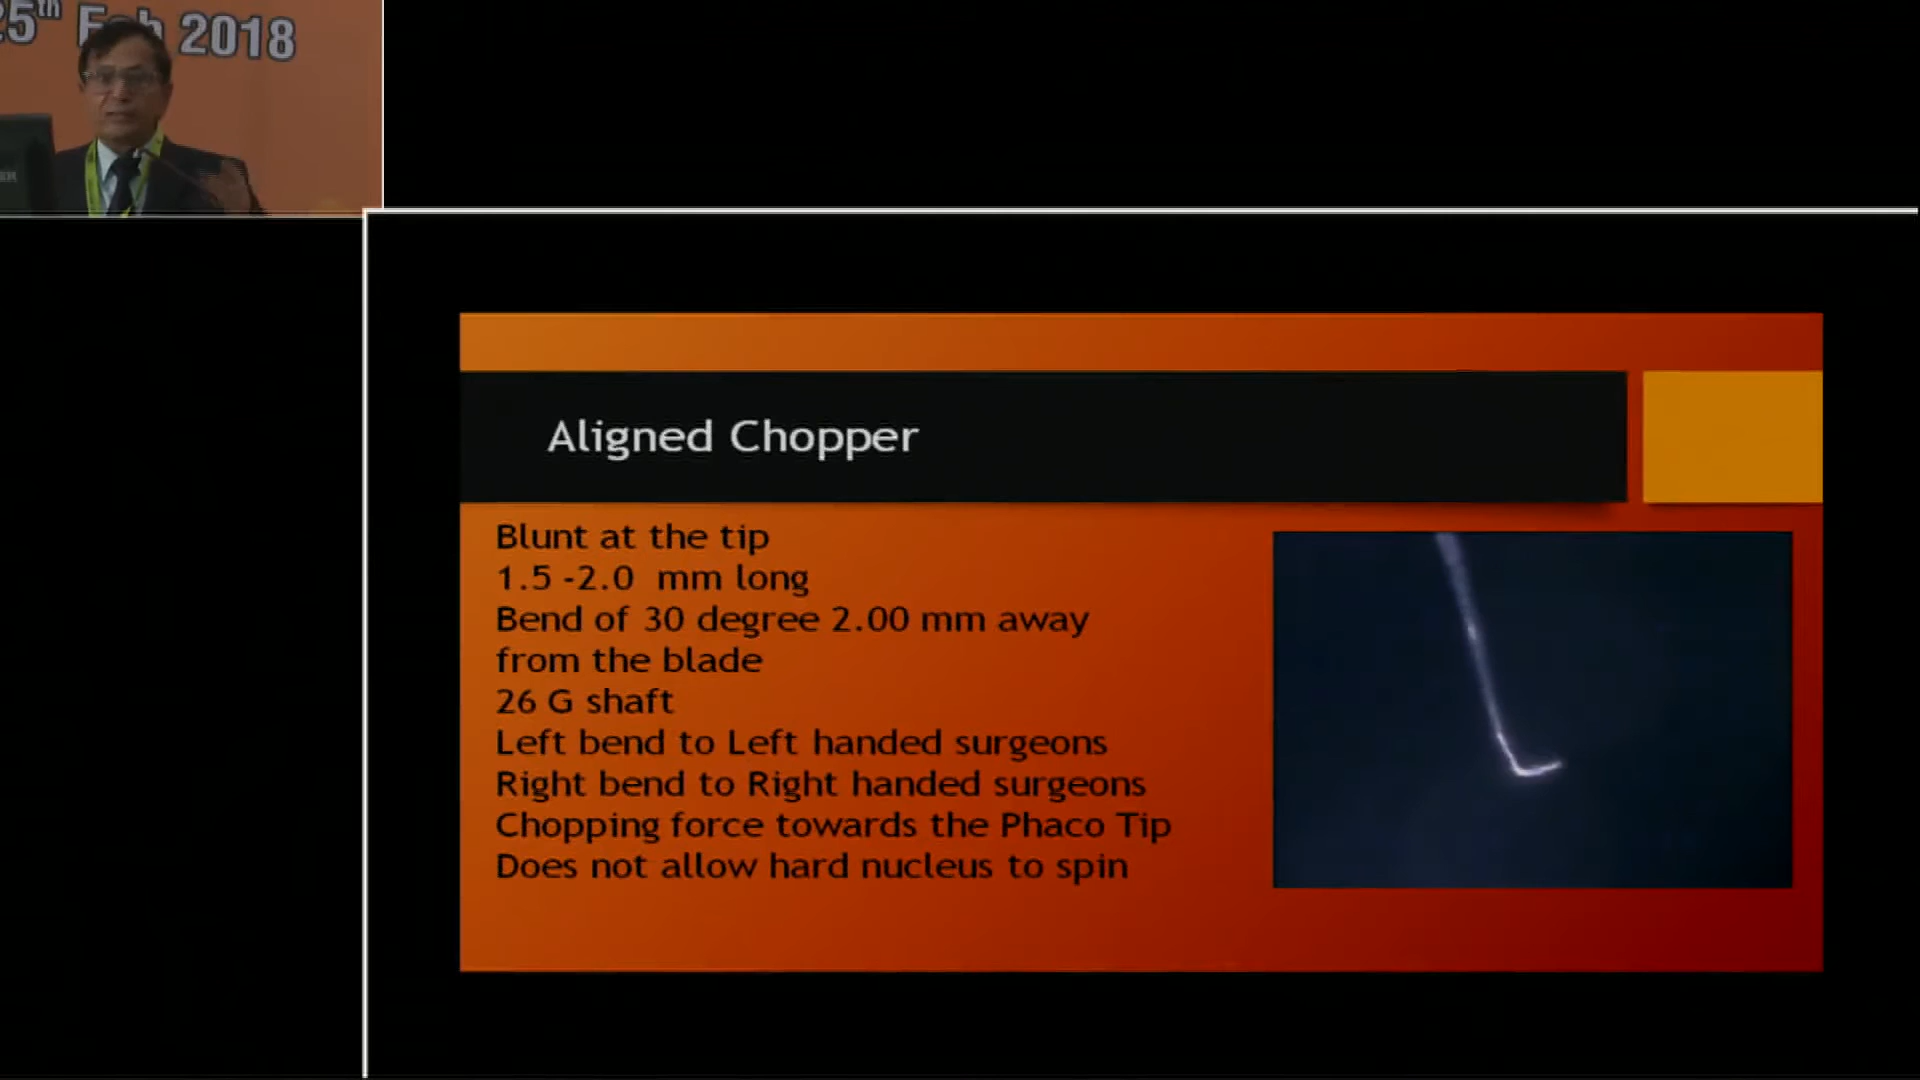 25th Feb 2018
Aligned Chopper
Blunt at the tip
1.5 -2.0 mm long
Bend of 30 degree 2.00 mm away
from the blade
26 G shaft
Left bend to Left handed surgeons
Right bend to Right handed surgeons
Chopping force towards the Phaco Tip
Does not allow hard nucleus to spin